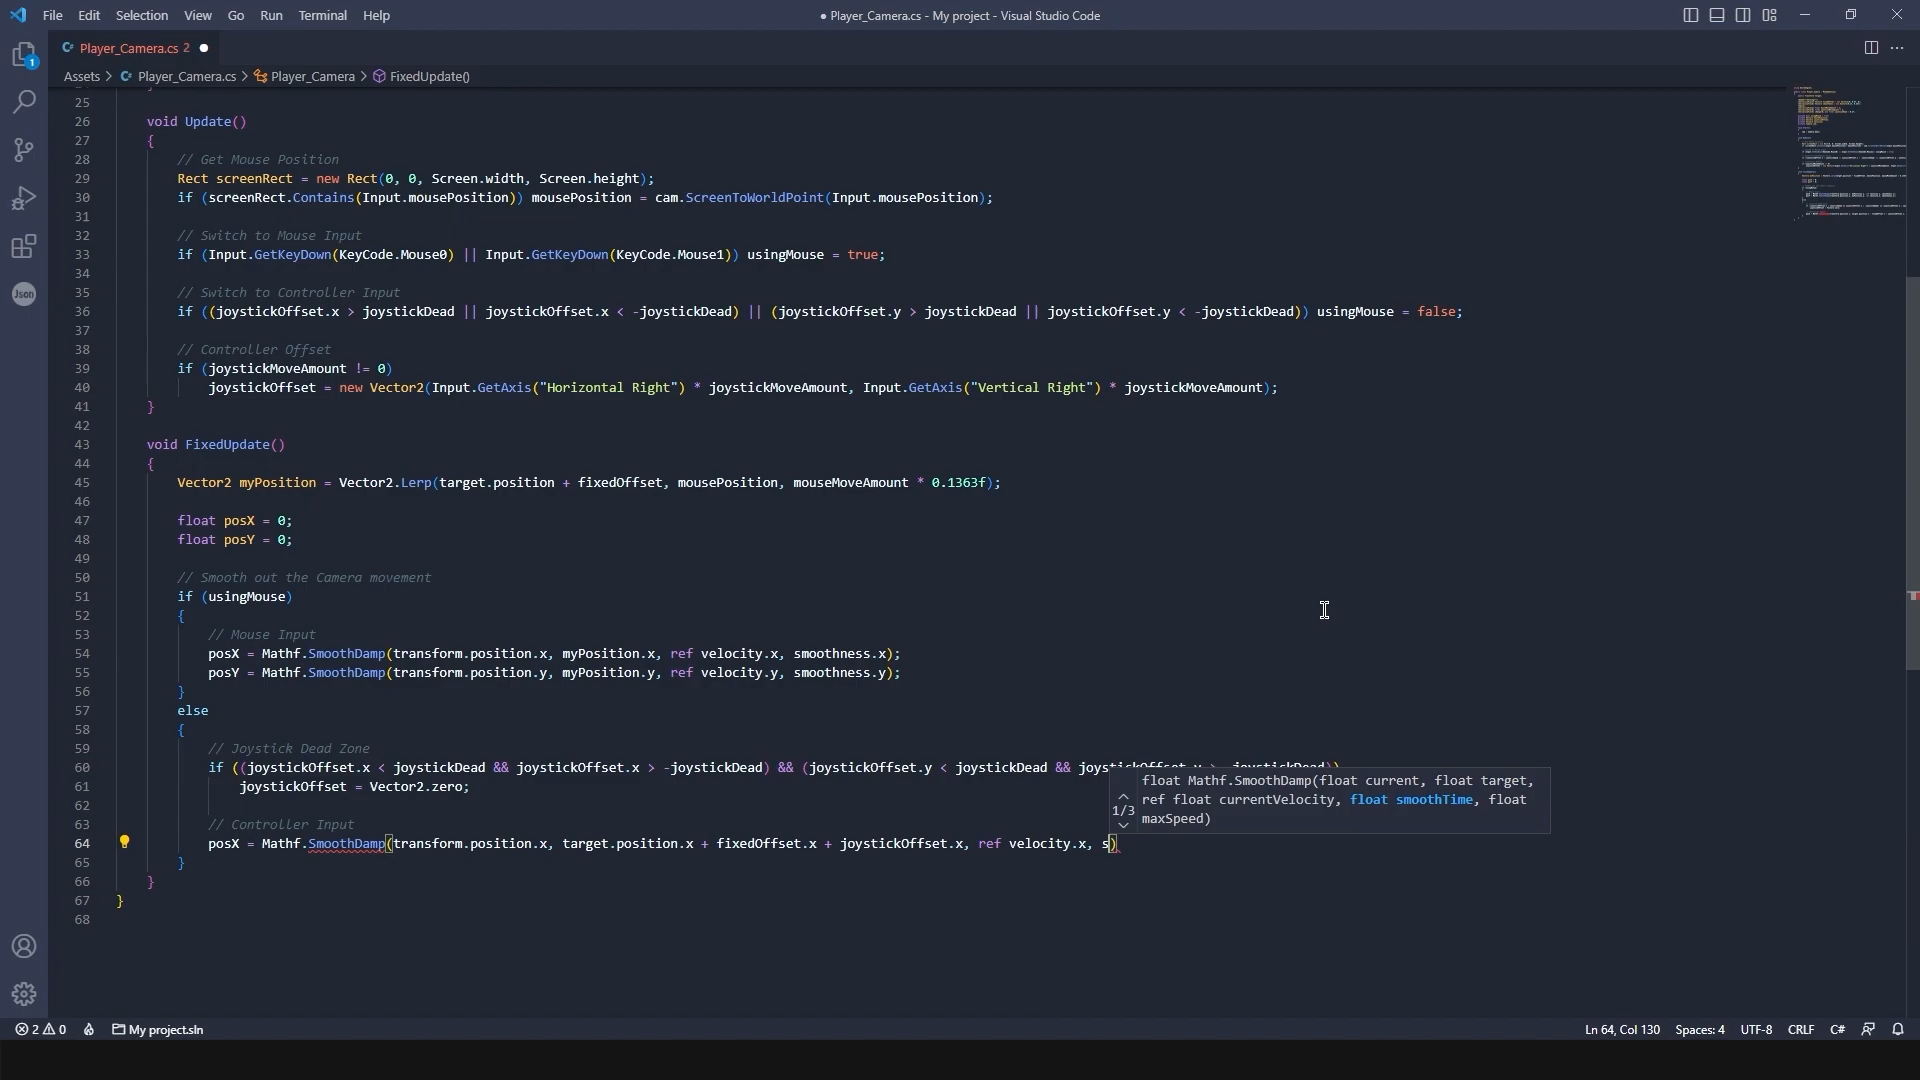 File Edit Selection View Go Run Terminal Help
● Player_Camera.cs - My project - Visual Studio Code
Player_Camera.cs 2
Assets > Player_Camera.cs > Player_Camera > FixedUpdate()
25
26 void Update()
27 {
28 // Get Mouse Position
29 Rect screenRect = new Rect(0, 0, Screen.width, Screen.height);
30 if (screenRect.Contains(Input.mousePosition)) mousePosition = cam.ScreenToWorldPoint(Input.mousePosition);
31
32 // Switch to Mouse Input
33 if (Input.GetKeyDown(KeyCode.Mouse0) || Input.GetKeyDown(KeyCode.Mouse1)) usingMouse = true;
34
35 // Switch to Controller Input
36 if ((joystickOffset.x > joystickDead || joystickOffset.x < -joystickDead) || (joystickOffset.y > joystickDead || joystickOffset.y < -joystickDead)) usingMouse = false;
37
38 // Controller Offset
39 if (joystickMoveAmount != 0)
40 joystickOffset = new Vector2(Input.GetAxis("Horizontal Right") * joystickMoveAmount, Input.GetAxis("Vertical Right") * joystickMoveAmount);
41 }
42
43 void FixedUpdate()
44 {
45 Vector2 myPosition = Vector2.Lerp(target.position + fixedOffset, mousePosition, mouseMoveAmount * 0.1363f);
46
47 float posX = 0;
48 float posY = 0;
49
50 // Smooth out the Camera movement
51 if (usingMouse)
52 {
53 // Mouse Input
54 posX = Mathf.SmoothDamp(transform.position.x, myPosition.x, ref velocity.x, smoothness.x);
55 posY = Mathf.SmoothDamp(transform.position.y, myPosition.y, ref velocity.y, smoothness.y);
56 }
57 else
58 {
59 // Joystick Dead Zone
60 if ((joystickOffset.x < joystickDead && joystickOffset.x > -joystickDead) && (joystickOffset.y < joystickDead &&
61 joystickOffset = Vector2.zero;
62
63 // Controller Input
64 posX = Mathf.SmoothDamp(transform.position.x, target.position.x + fixedOffset.x + joystickOffset.x, ref velocity.x, s)
65 }
66 }
67 }
68
float Mathf.SmoothDamp(float current, float target,
1/3 ref float currentVelocity, float smoothTime, float
maxSpeed)
1
Json
2 0 My project.sln
Ln 64, Col 130 Spaces: 4 UTF-8 CRLF C#